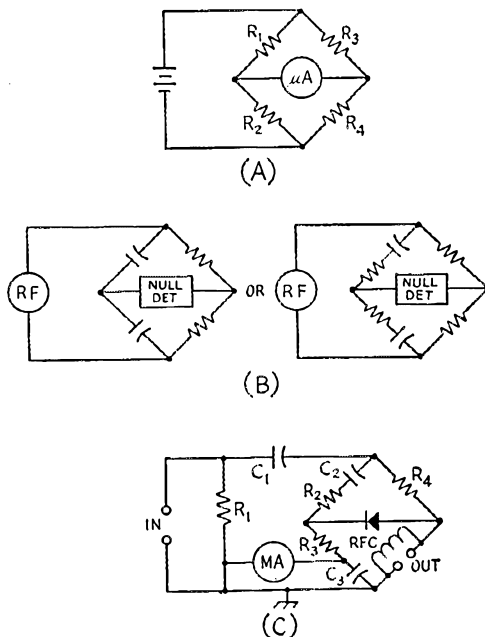 R1 R3
μA
R2 R4
(A)
RF NULL DET OR RF NULL DET
(B)
C1 C2 R4
IN R1 R2
R3 RFC
MA C3 OUT
(C)